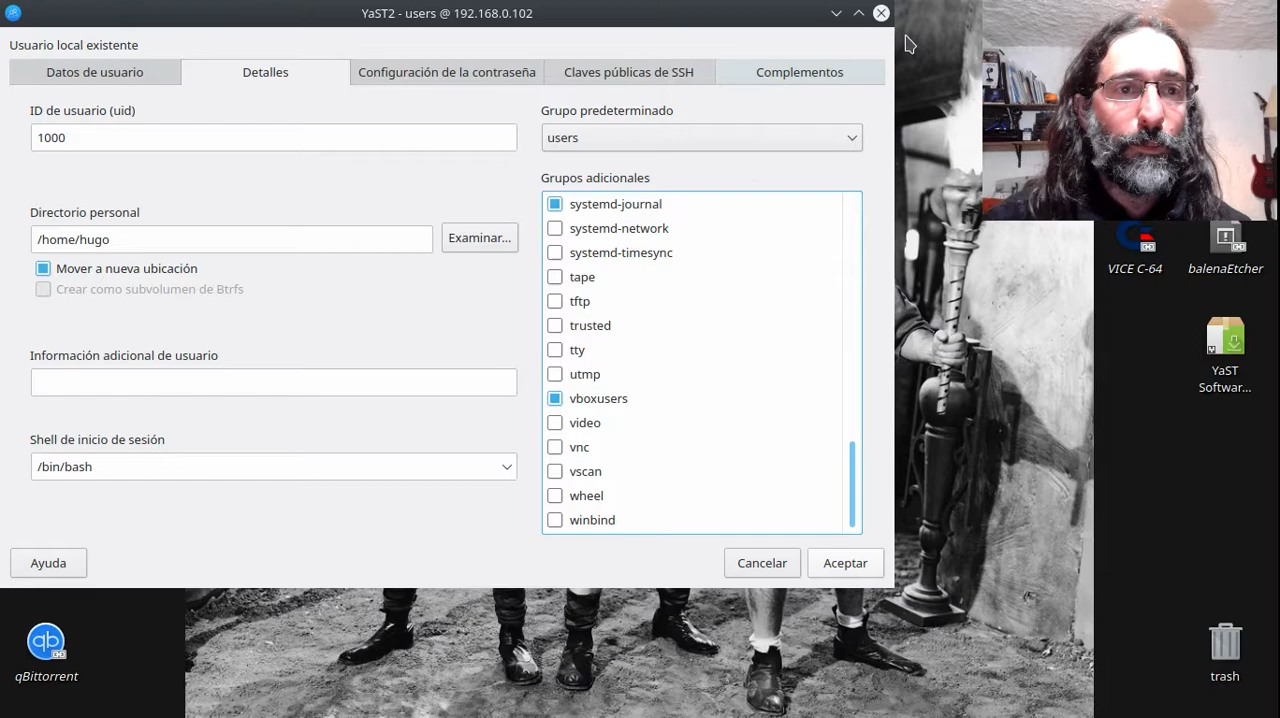 YaST2 - users @ 192.168.0.102
Usuario local existente
Datos de usuario
Detalles
Configuración de la contraseña
Claves públicas de SSH
Complementos
ID de usuario (uid)
1000
Directorio personal
/home/hugo
Examinar...
Mover a nueva ubicación
Crear como subvolumen de Btrfs
Información adicional de usuario
Shell de inicio de sesión
/bin/bash
Grupo predeterminado
users
Grupos adicionales
systemd-journal
systemd-network
systemd-timesync
tape
tftp
trusted
tty
utmp
vboxusers
video
vnc
vscan
wheel
winbind
Ayuda
Cancelar
Aceptar
VICE C-64
balenaEtcher
YaST
Softwar...
qb
qBittorrent
trash